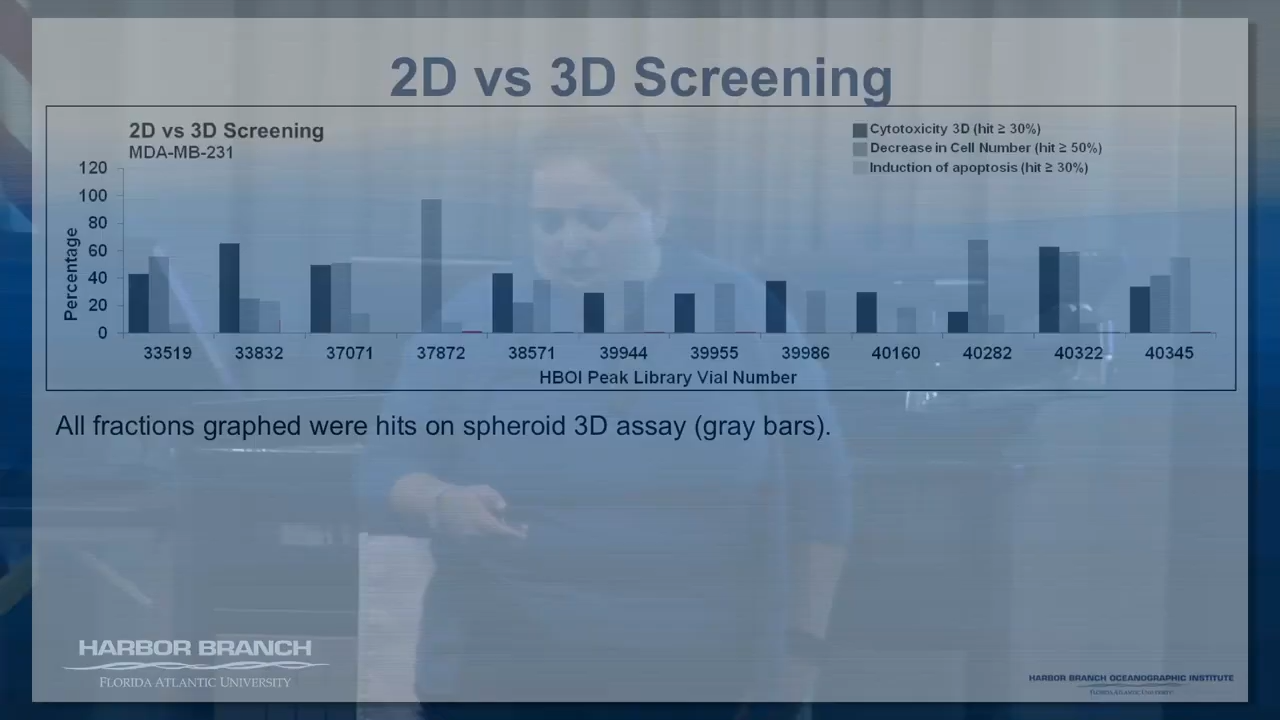 2D vs 3D Screening
2D vs 3D Screening
MDA-MB-231
Cytotoxicity 3D (hit ≥ 30%)
Decrease in Cell Number (hit ≥ 50%)
Induction of apoptosis (hit ≥ 30%)
Percentage
120
100
80
60
40
20
0
33519 33832 37071 37872 38571 39944 39955 39986 40160 40282 40322 40345
HBOI Peak Library Vial Number
All fractions graphed were hits on spheroid 3D assay (gray bars).
HARBOR BRANCH
FLORIDA ATLANTIC UNIVERSITY
HARBOR BRANCH OCEANOGRAPHIC INSTITUTE
FLORIDA ATLANTIC UNIVERSITY